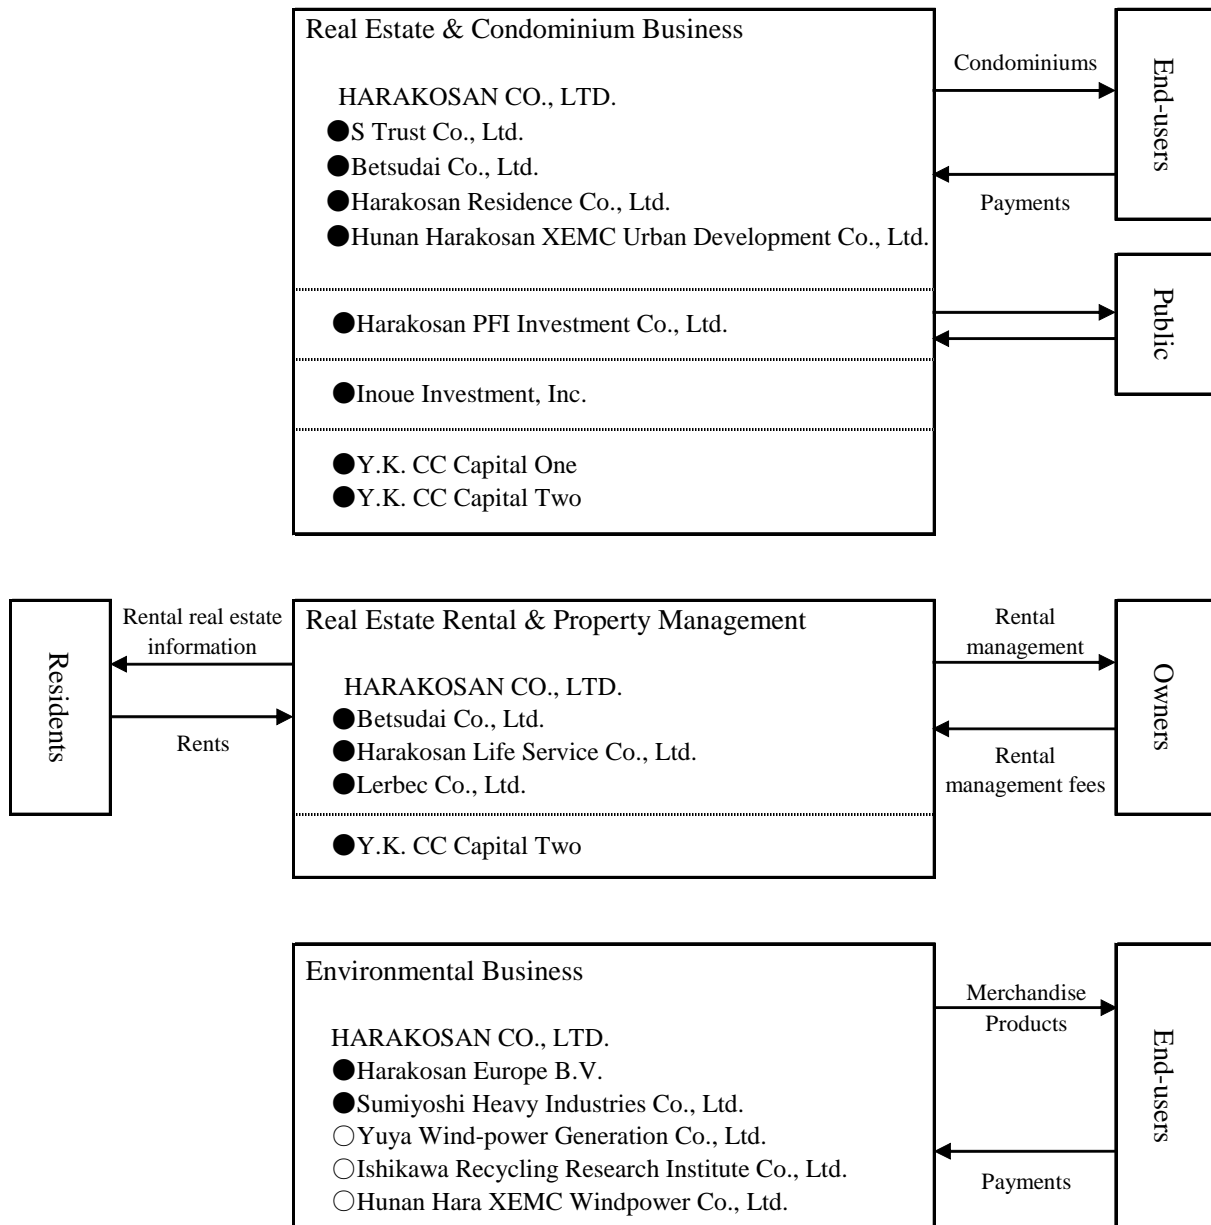 Real Estate & Condominium Business
HARAKOSAN CO., LTD.
●S Trust Co., Ltd.
●Betsudai Co., Ltd.
●Harakosan Residence Co., Ltd.
●Hunan Harakosan XEMC Urban Development Co., Ltd.
●Harakosan PFI Investment Co., Ltd.
●Inoue Investment, Inc.
●Y.K. CC Capital One
●Y.K. CC Capital Two
Condominiums
Payments
End-users
Public
Residents
Rental real estate
information
Rents
Real Estate Rental & Property Management
HARAKOSAN CO., LTD.
●Betsudai Co., Ltd.
●Harakosan Life Service Co., Ltd.
●Lerbec Co., Ltd.
●Y.K. CC Capital Two
Rental
management
Rental
management fees
Owners
Environmental Business
HARAKOSAN CO., LTD.
●Harakosan Europe B.V.
●Sumiyoshi Heavy Industries Co., Ltd.
○Yuya Wind-power Generation Co., Ltd.
○Ishikawa Recycling Research Institute Co., Ltd.
○Hunan Hara XEMC Windpower Co., Ltd.
Merchandise
Products
Payments
End-users